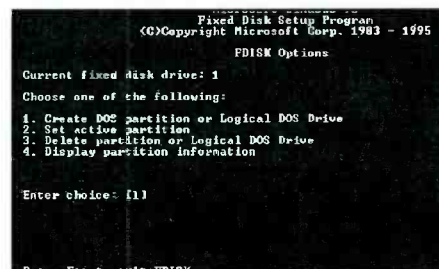 Fixed Disk Setup Program
(C)Copyright Microsoft Corp. 1983 - 1995
FDISK Options
Current fixed disk drive: 1
Choose one of the following:
1. Create DOS partition or Logical DOS Drive
2. Set active partition
3. Delete partition or Logical DOS Drive
4. Display partition information
Enter choice: [1]